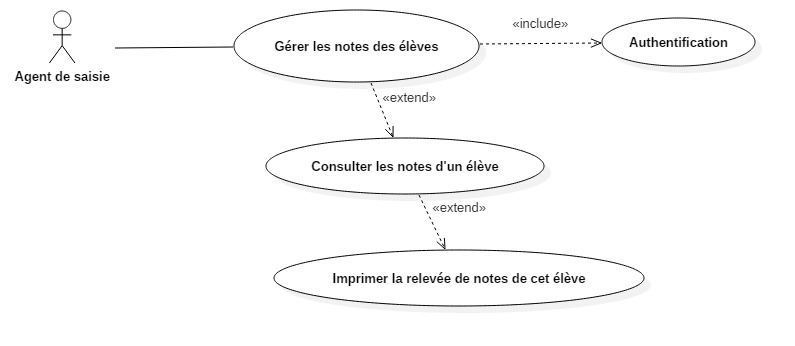 «include»
Gérer les notes des élèves
Authentification
Agent de saisie
«extend»
Consulter les notes d'un élève
«extend»
Imprimer la relevée de notes de cet élève